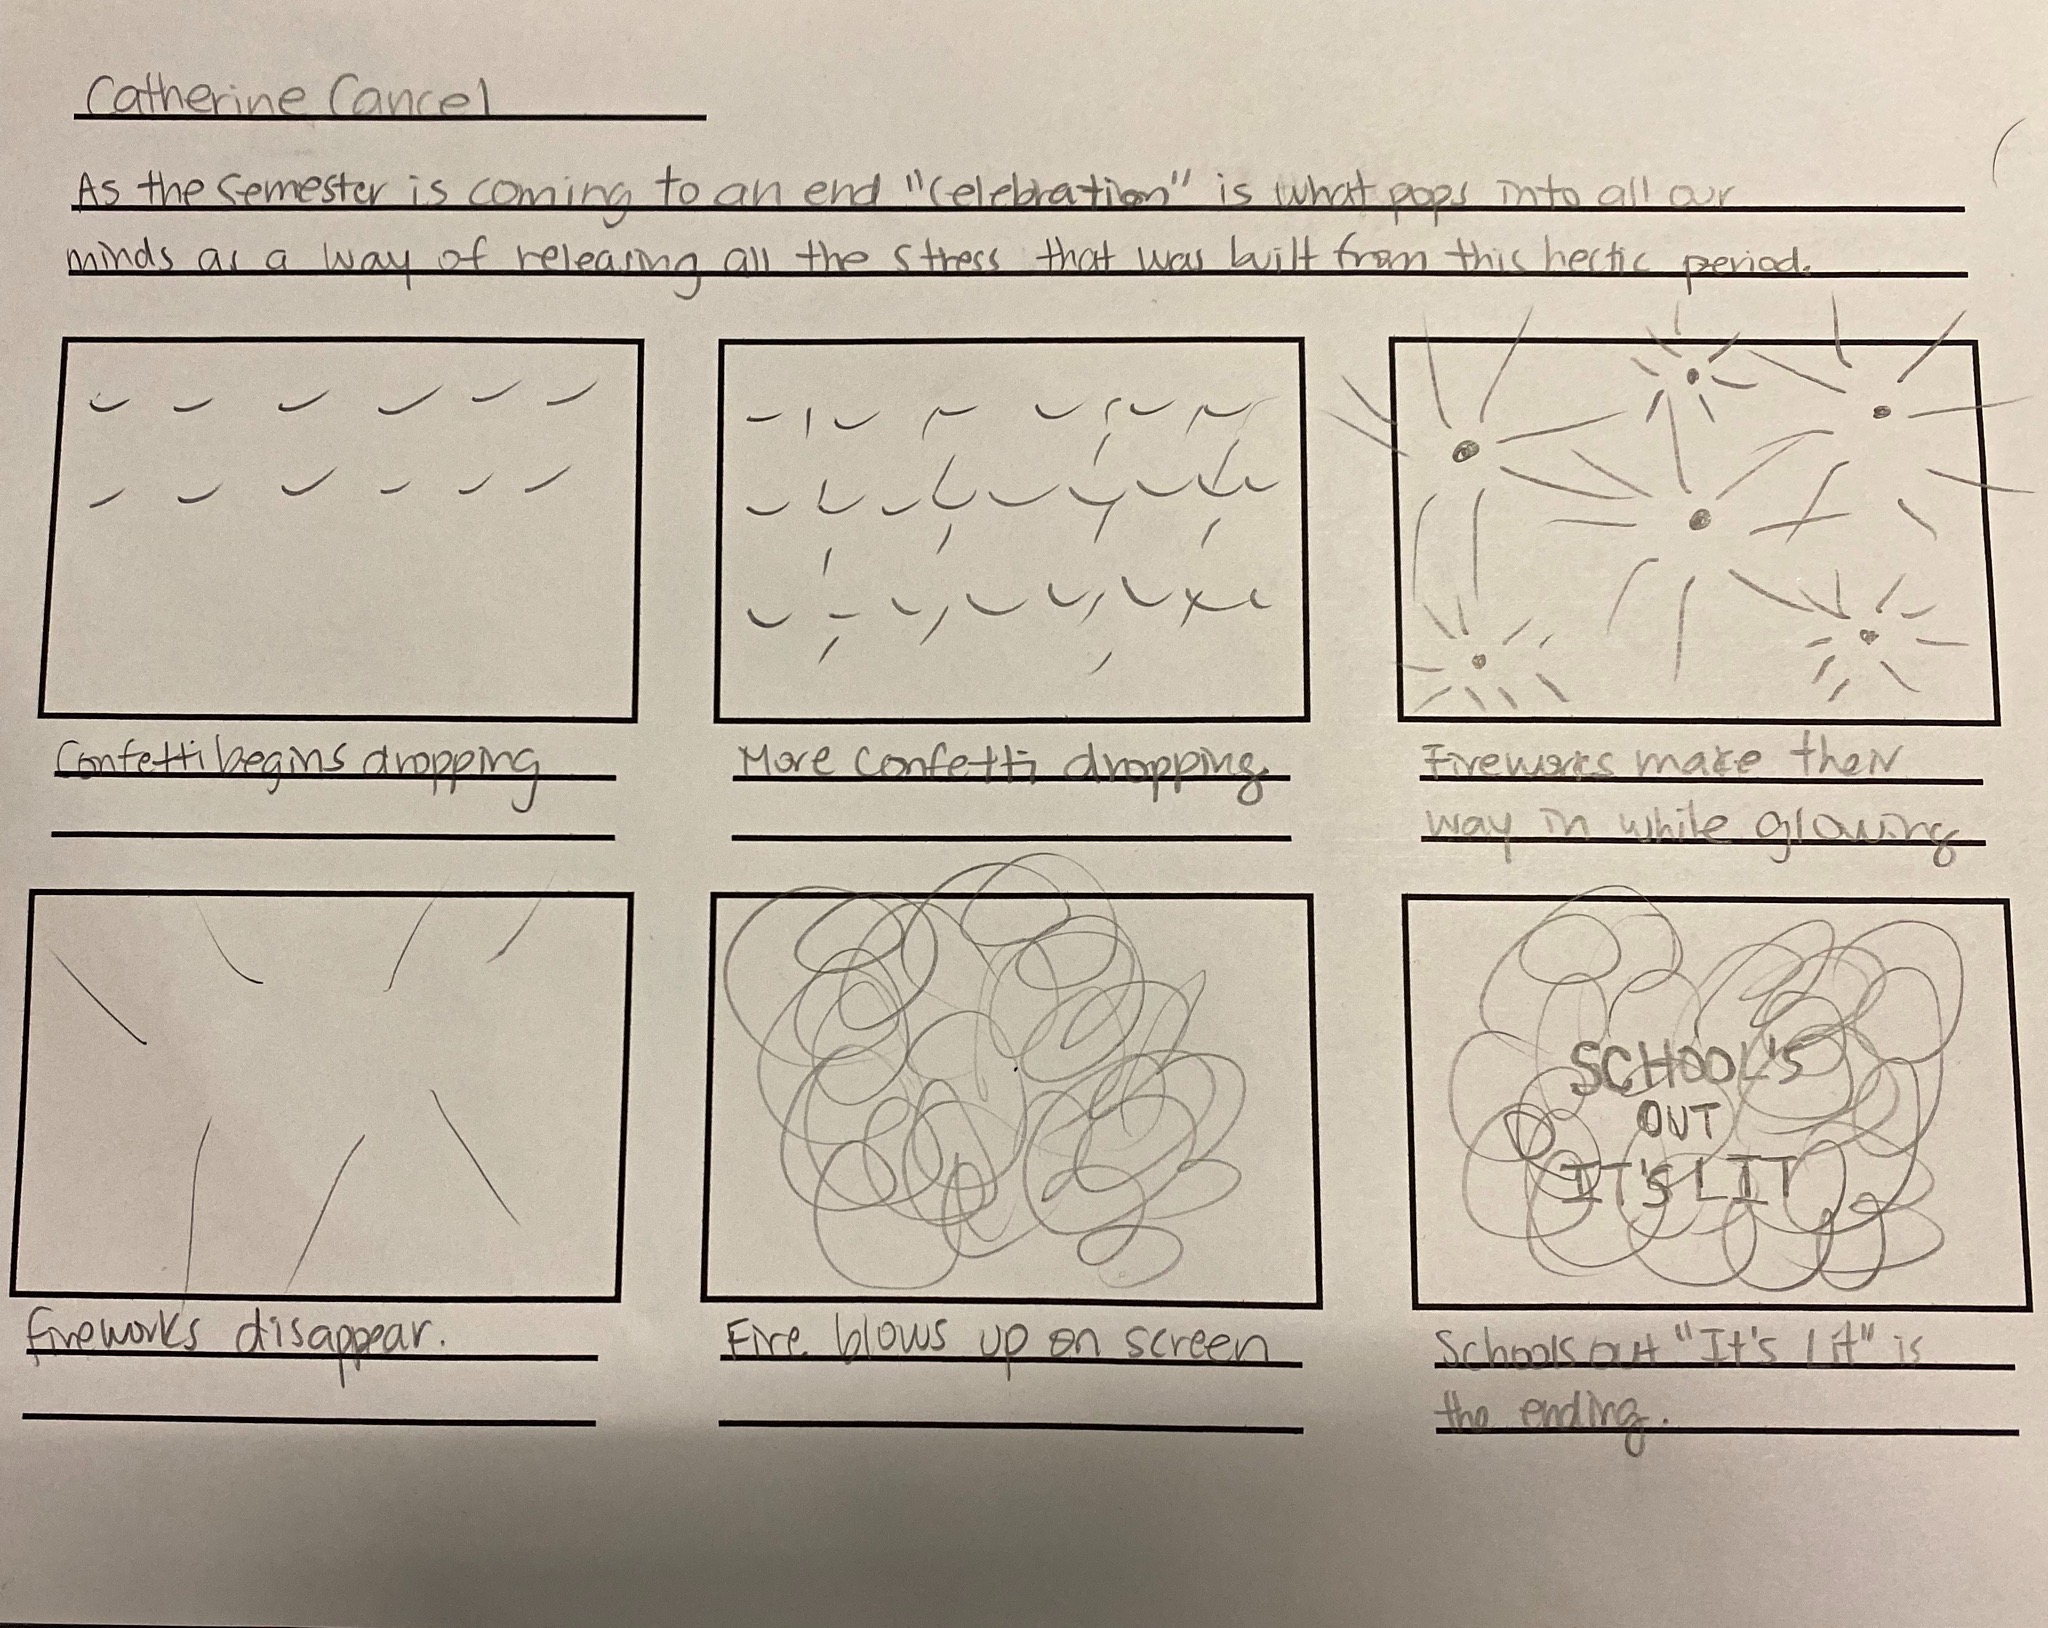 Catherine Cancel
As the semester is coming to an end "celebration" is what pops into all our
minds as a way of releasing all the stress that was built from this hectic period.
Confetti begins dropping
More confetti dropping.
Fireworks make their
way in while glowing
Fireworks disappear.
Fire blows up on screen
SCHOOL'S
OUT
IT'S LIT
Schools out "It's Lit" is
the ending.